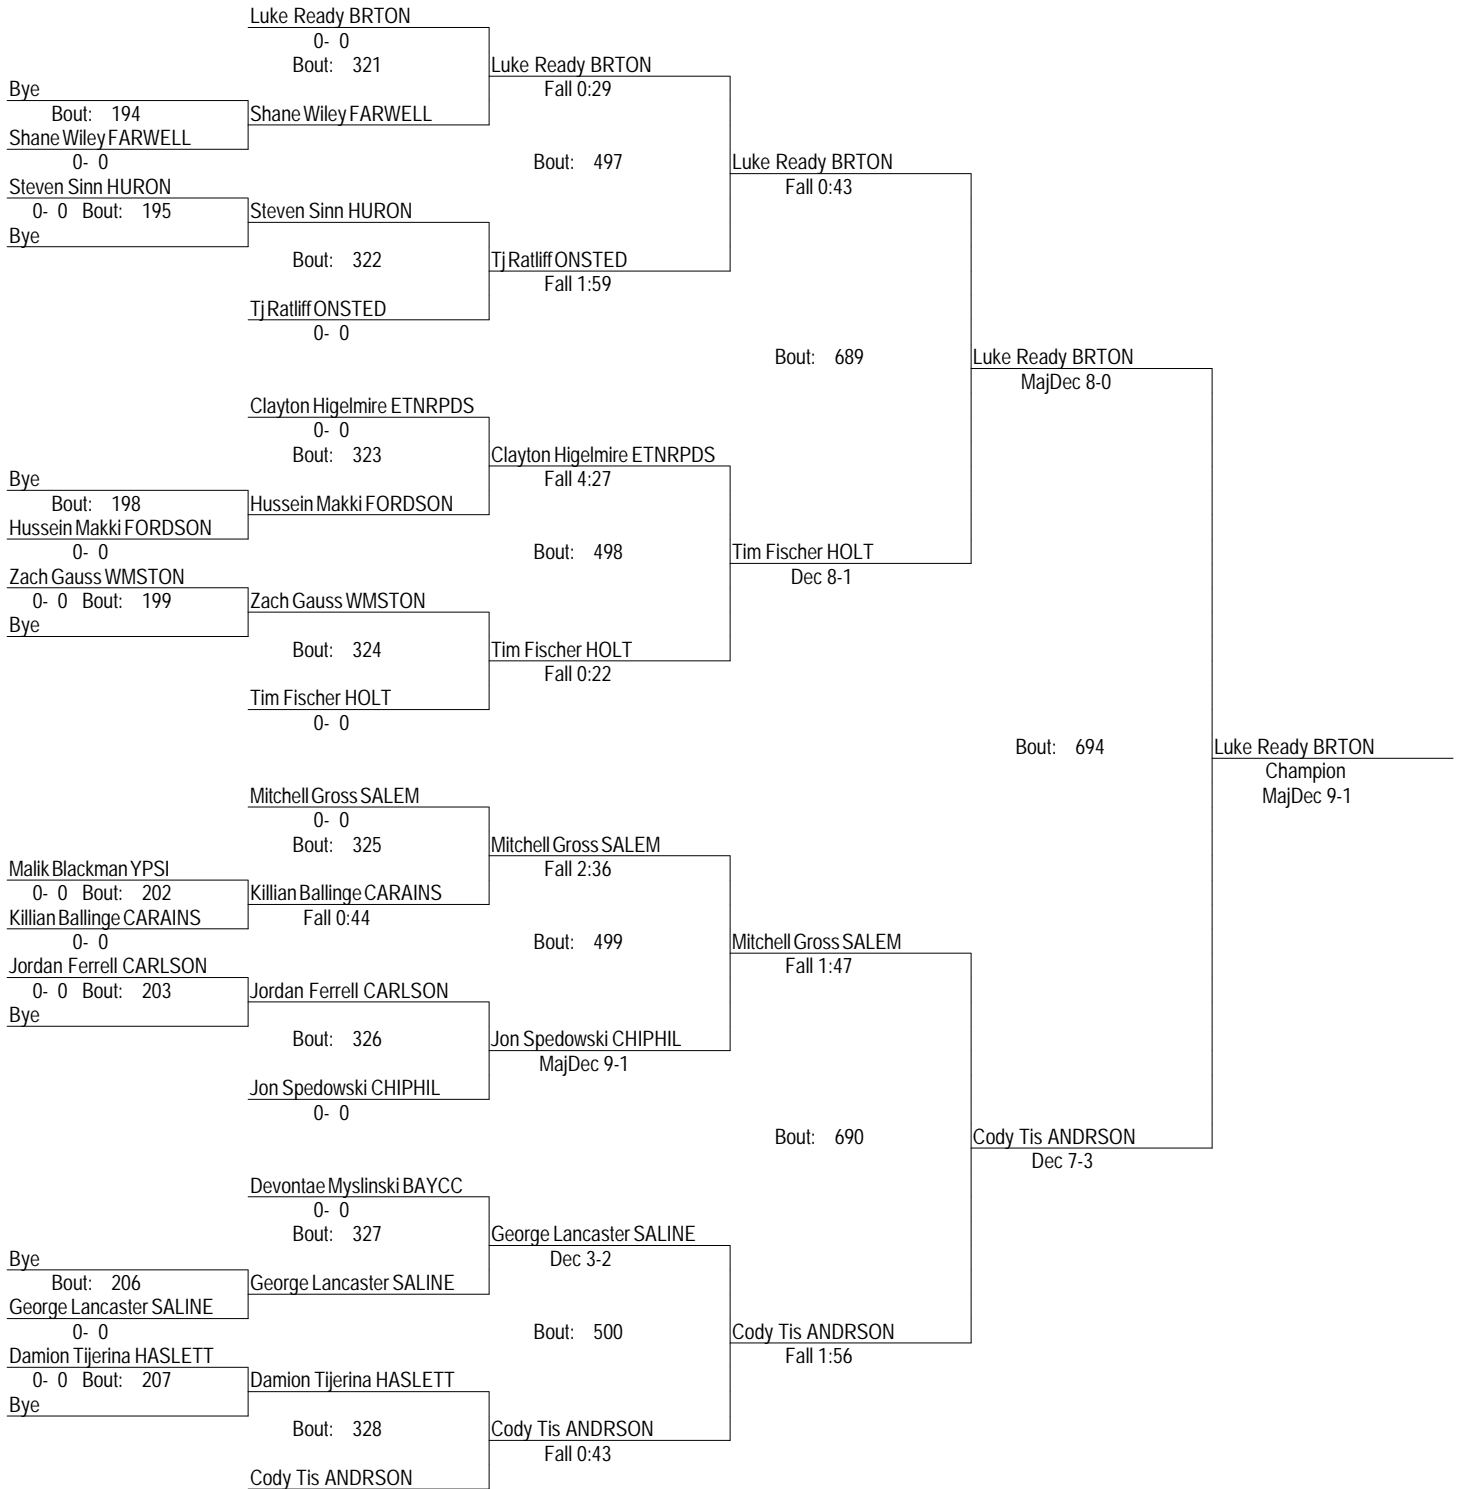 Luke Ready BRTON
0- 0
Bout: 321
Luke Ready BRTON
Fall 0:29
Bye
Bout: 194
Shane Wiley FARWELL
Shane Wiley FARWELL
0- 0
Bout: 497
Luke Ready BRTON
Fall 0:43
Steven Sinn HURON
0- 0 Bout: 195
Steven Sinn HURON
Bye
Bout: 322
Tj Ratliff ONSTED
Fall 1:59
Tj Ratliff ONSTED
0- 0
Bout: 689
Luke Ready BRTON
MajDec 8-0
Clayton Higelmire ETNRPDS
0- 0
Bout: 323
Clayton Higelmire ETNRPDS
Fall 4:27
Bye
Bout: 198
Hussein Makki FORDSON
Hussein Makki FORDSON
0- 0
Bout: 498
Tim Fischer HOLT
Dec 8-1
Zach Gauss WMSTON
0- 0 Bout: 199
Zach Gauss WMSTON
Bye
Bout: 324
Tim Fischer HOLT
Fall 0:22
Tim Fischer HOLT
0- 0
Bout: 694
Luke Ready BRTON
Champion
MajDec 9-1
Mitchell Gross SALEM
0- 0
Bout: 325
Mitchell Gross SALEM
Fall 2:36
Malik Blackman YPSI
0- 0 Bout: 202
Killian Ballinge CARAINS
Killian Ballinge CARAINS
Fall 0:44
0- 0
Bout: 499
Mitchell Gross SALEM
Fall 1:47
Jordan Ferrell CARLSON
0- 0 Bout: 203
Jordan Ferrell CARLSON
Bye
Bout: 326
Jon Spedowski CHIPHIL
MajDec 9-1
Jon Spedowski CHIPHIL
0- 0
Bout: 690
Cody Tis ANDRSON
Dec 7-3
Devontae Myslinski BAYCC
0- 0
Bout: 327
George Lancaster SALINE
Dec 3-2
Bye
Bout: 206
George Lancaster SALINE
George Lancaster SALINE
0- 0
Bout: 500
Cody Tis ANDRSON
Fall 1:56
Damion Tijerina HASLETT
0- 0 Bout: 207
Damion Tijerina HASLETT
Bye
Bout: 328
Cody Tis ANDRSON
Fall 0:43
Cody Tis ANDRSON